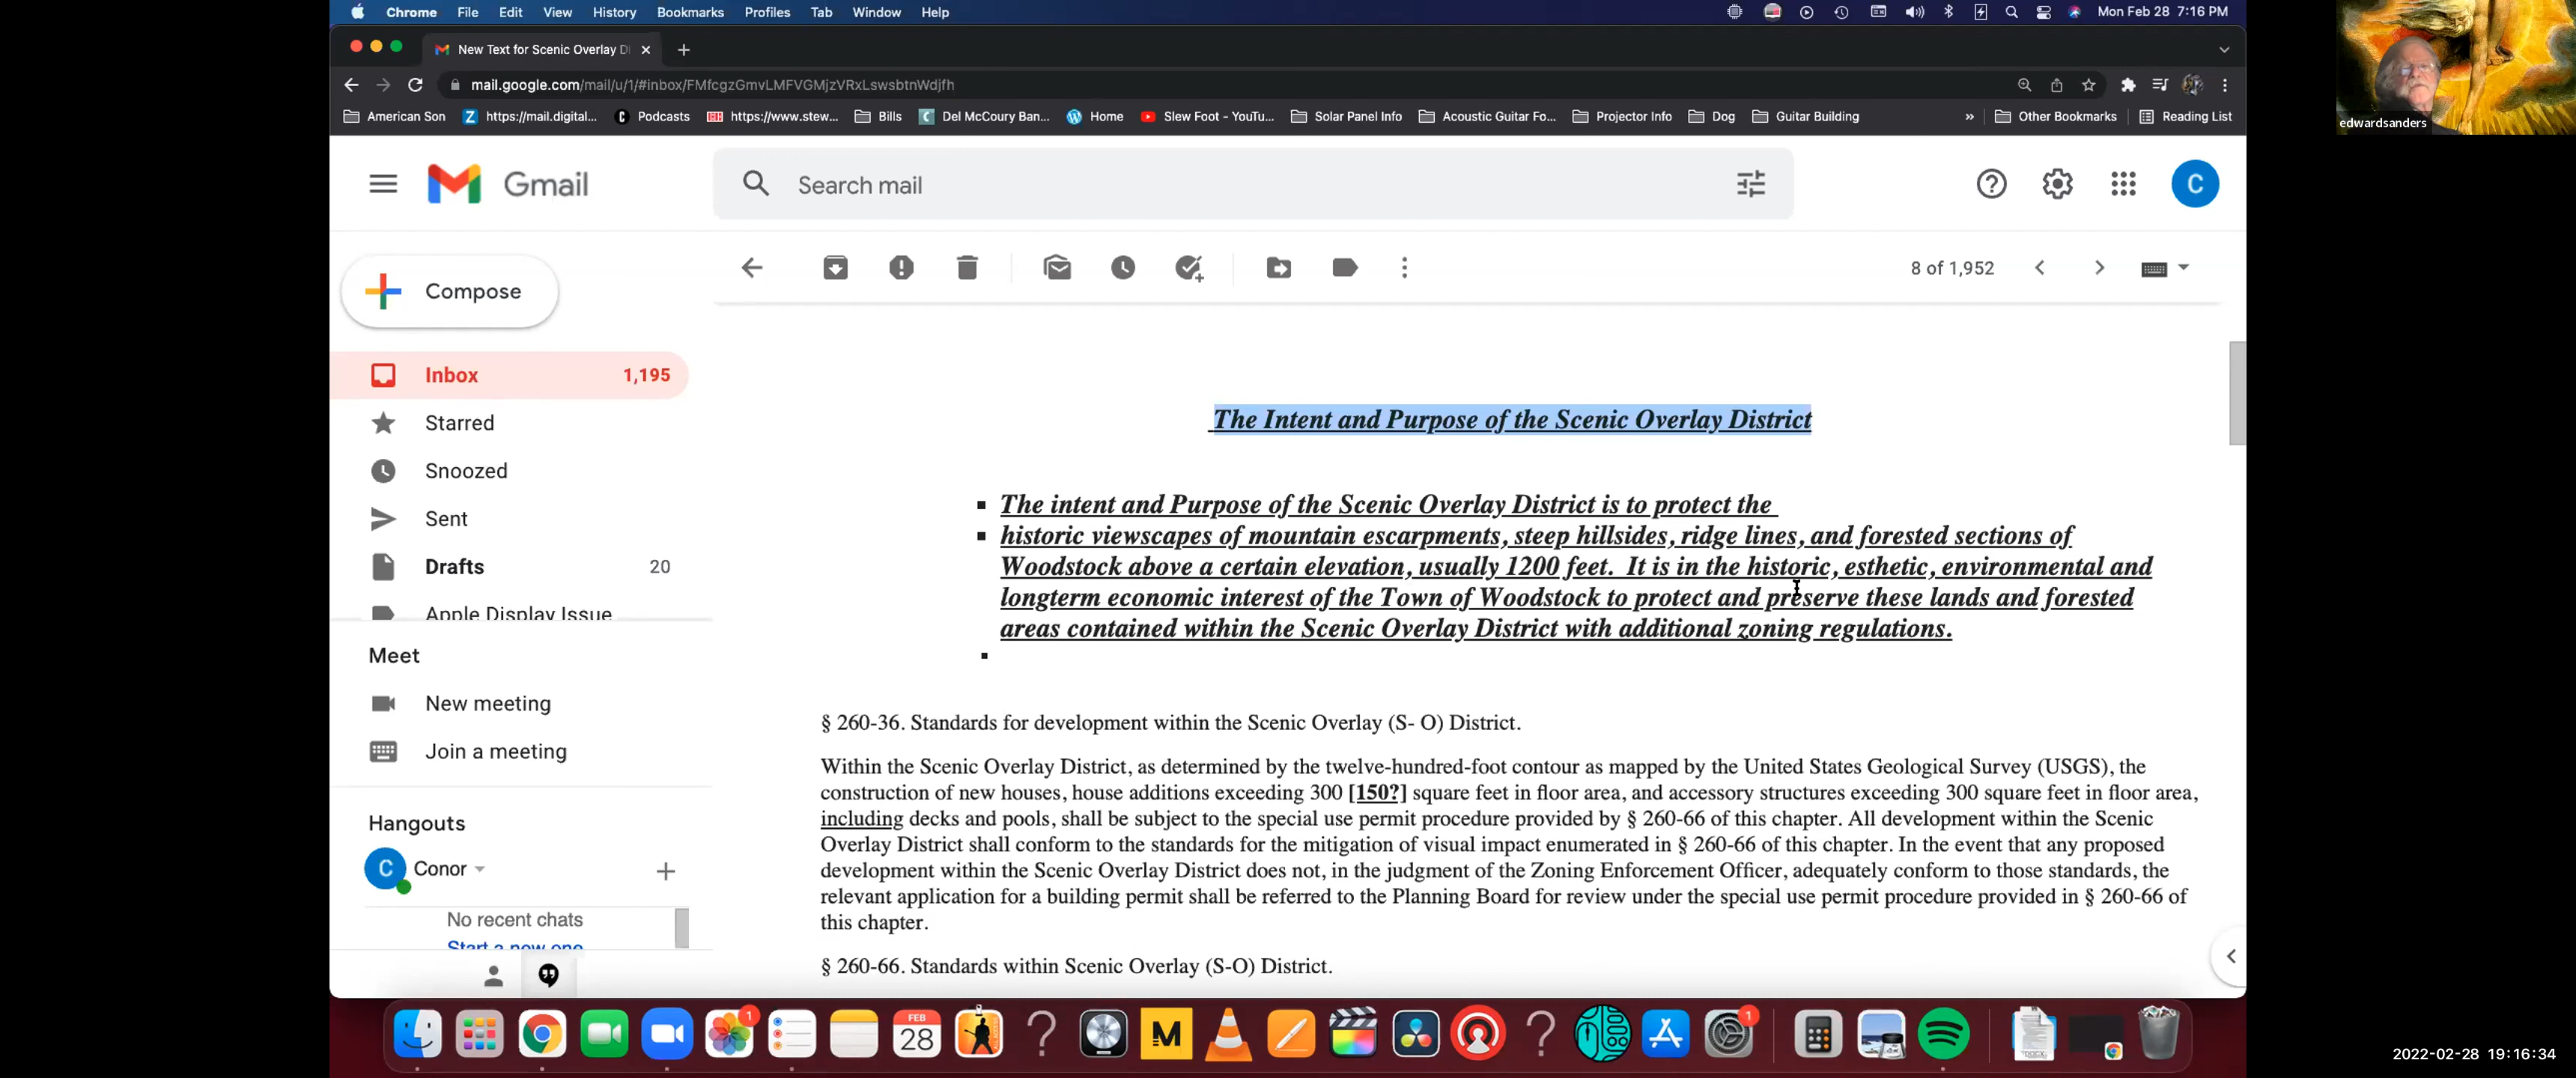 Chrome File Edit View History Bookmarks Profiles Tab Window Help Mon Feb 28 7:16 PM
New Text for Scenic Overlay Di
mail.google.com/mail/u/1/#inbox/FMfcgzGmvLMFVGMjzVRxLswsbtnWdjfh
American Son https://mail.digital... Podcasts https://www.stew... Bills Del McCoury Ban... Home Slew Foot - YouTu... Solar Panel Info Acoustic Guitar Fo... Projector Info Dog Guitar Building » Other Bookmarks Reading List
edwardsanders
Gmail
Search mail
C
Compose
8 of 1,952
Inbox 1,195
Starred
Snoozed
Sent
Drafts 20
Apple Display Issue
Meet
New meeting
Join a meeting
Hangouts
C Conor
No recent chats
Start a new one
The Intent and Purpose of the Scenic Overlay District
The intent and Purpose of the Scenic Overlay District is to protect the
historic viewscapes of mountain escarpments, steep hillsides, ridge lines, and forested sections of
Woodstock above a certain elevation, usually 1200 feet. It is in the historic, esthetic, environmental and
longterm economic interest of the Town of Woodstock to protect and preserve these lands and forested
areas contained within the Scenic Overlay District with additional zoning regulations.
§ 260-36. Standards for development within the Scenic Overlay (S- O) District.
Within the Scenic Overlay District, as determined by the twelve-hundred-foot contour as mapped by the United States Geological Survey (USGS), the
construction of new houses, house additions exceeding 300 [150?] square feet in floor area, and accessory structures exceeding 300 square feet in floor area,
including decks and pools, shall be subject to the special use permit procedure provided by § 260-66 of this chapter. All development within the Scenic
Overlay District shall conform to the standards for the mitigation of visual impact enumerated in § 260-66 of this chapter. In the event that any proposed
development within the Scenic Overlay District does not, in the judgment of the Zoning Enforcement Officer, adequately conform to those standards, the
relevant application for a building permit shall be referred to the Planning Board for review under the special use permit procedure provided in § 260-66 of
this chapter.
§ 260-66. Standards within Scenic Overlay (S-O) District.
1
FEB
28
M
1
2022-02-28 19:16:34